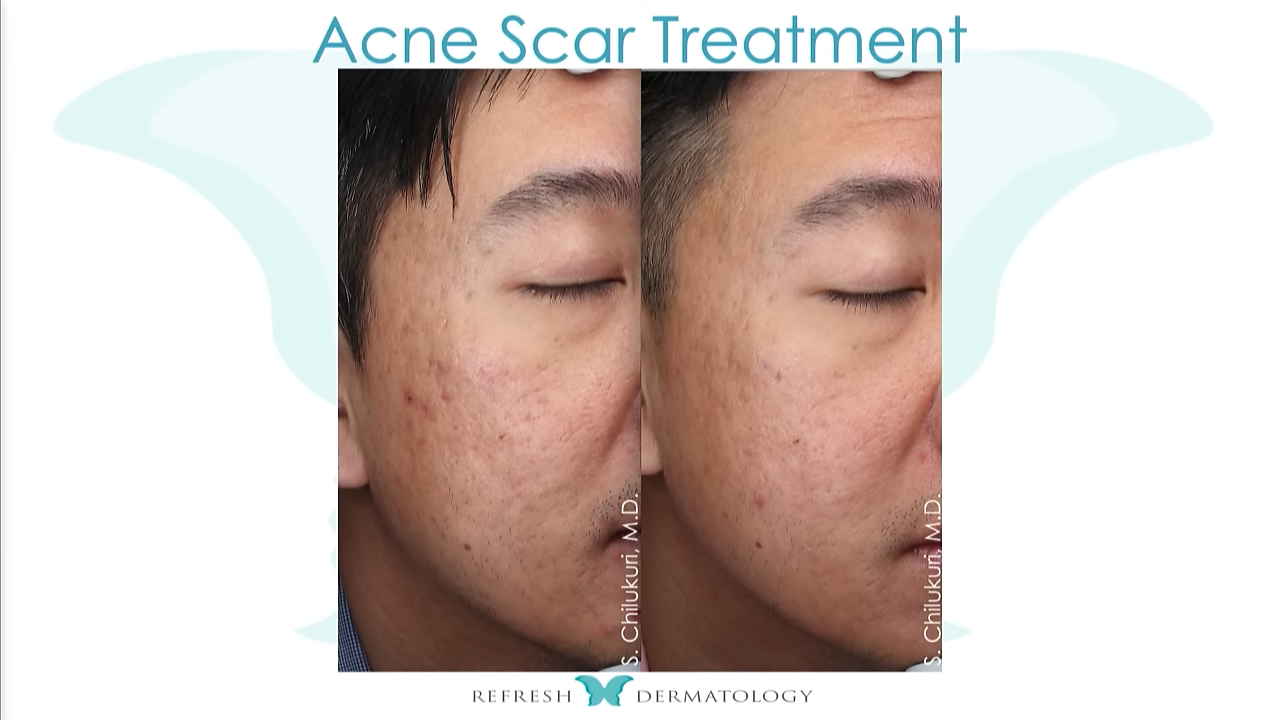 Acne Scar Treatment
S. Chilukuri, M.D.
S. Chilukuri, M.D.
REFRESH DERMATOLOGY